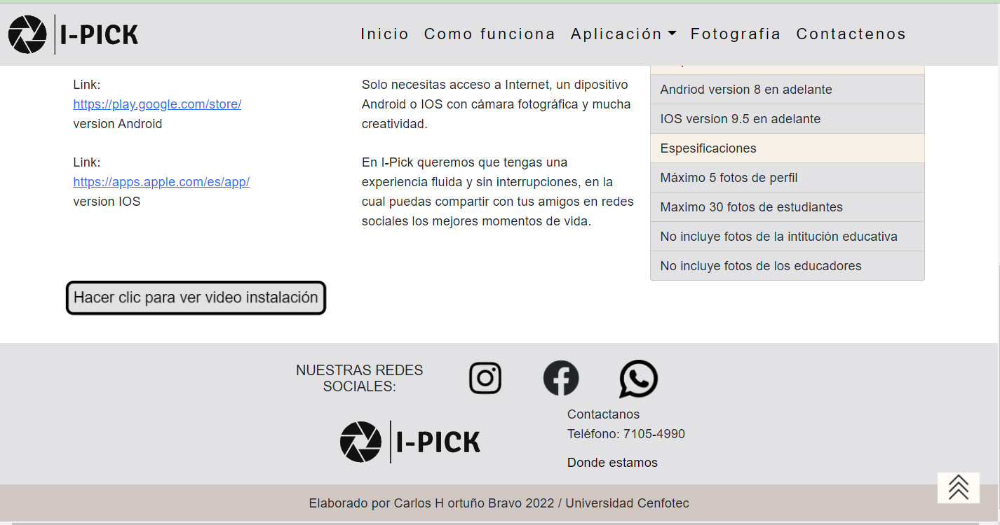 I-PICK
Inicio Como funciona Aplicación Fotografia Contactenos
Link:
https://play.google.com/store/
version Android
Link:
https://apps.apple.com/es/app/
version IOS
Hacer clic para ver video instalación
Solo necesitas acceso a Internet, un dipositivo
Android o IOS con cámara fotográfica y mucha
creatividad.
En I-Pick queremos que tengas una
experiencia fluida y sin interrupciones, en la
cual puedas compartir con tus amigos en redes
sociales los mejores momentos de vida.
Andriod version 8 en adelante
IOS version 9.5 en adelante
Espesificaciones
Máximo 5 fotos de perfil
Maximo 30 fotos de estudiantes
No incluye fotos de la intitución educativa
No incluye fotos de los educadores
NUESTRAS REDES
SOCIALES:
I-PICK
Contactanos
Teléfono: 7105-4990
Donde estamos
Elaborado por Carlos H ortuño Bravo 2022 / Universidad Cenfotec